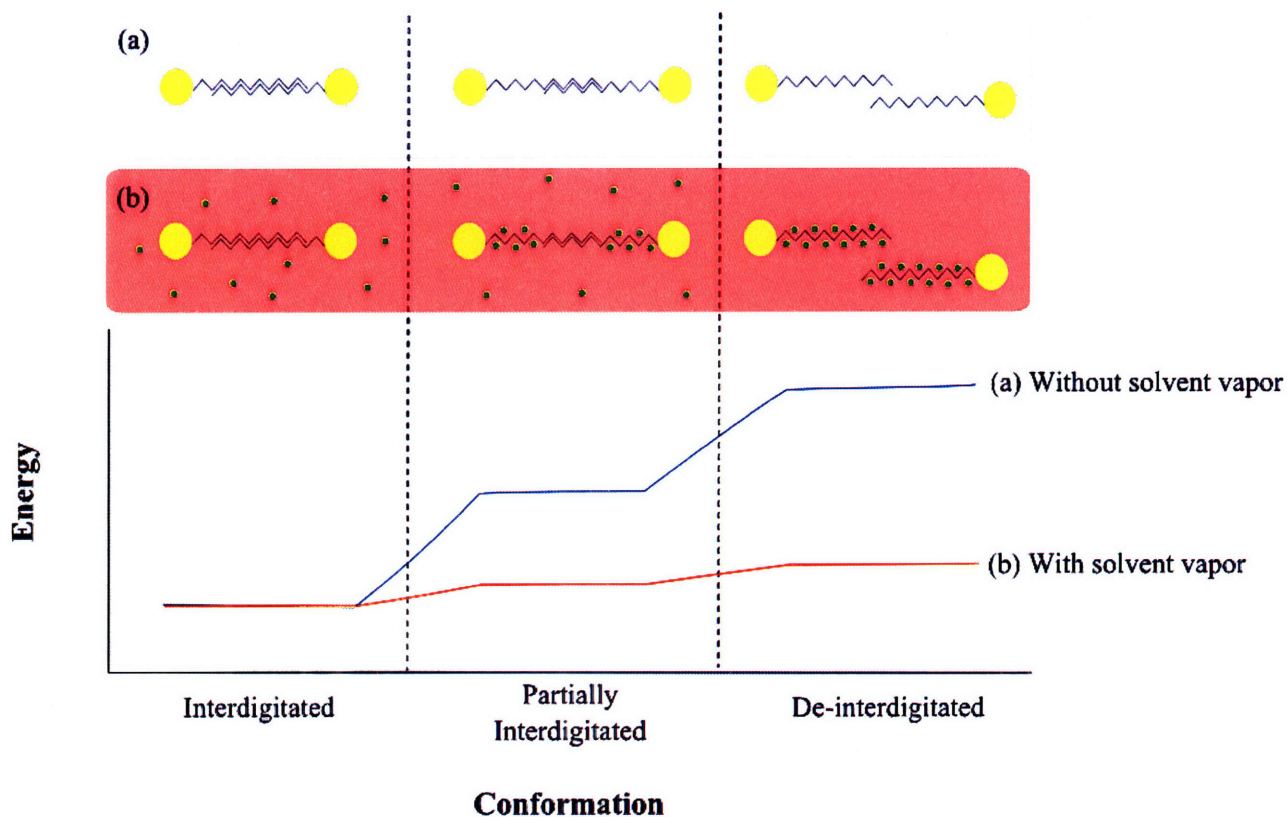 (a)
(b)
(a) Without solvent vapor
(b) With solvent vapor
Energy
Interdigitated
Partially
Interdigitated
De-interdigitated
Conformation